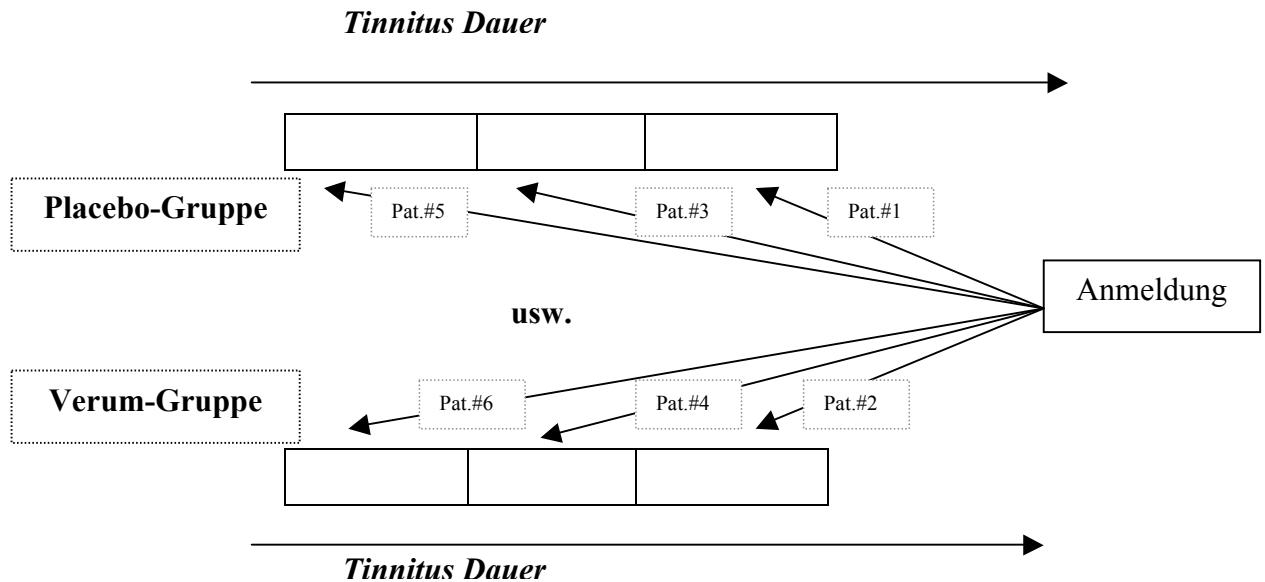 Tinnitus Dauer
Placebo-Gruppe
Pat.#5
Pat.#3
Pat.#1
Anmeldung
usw.
Verum-Gruppe
Pat.#6
Pat.#4
Pat.#2
Tinnitus Dauer